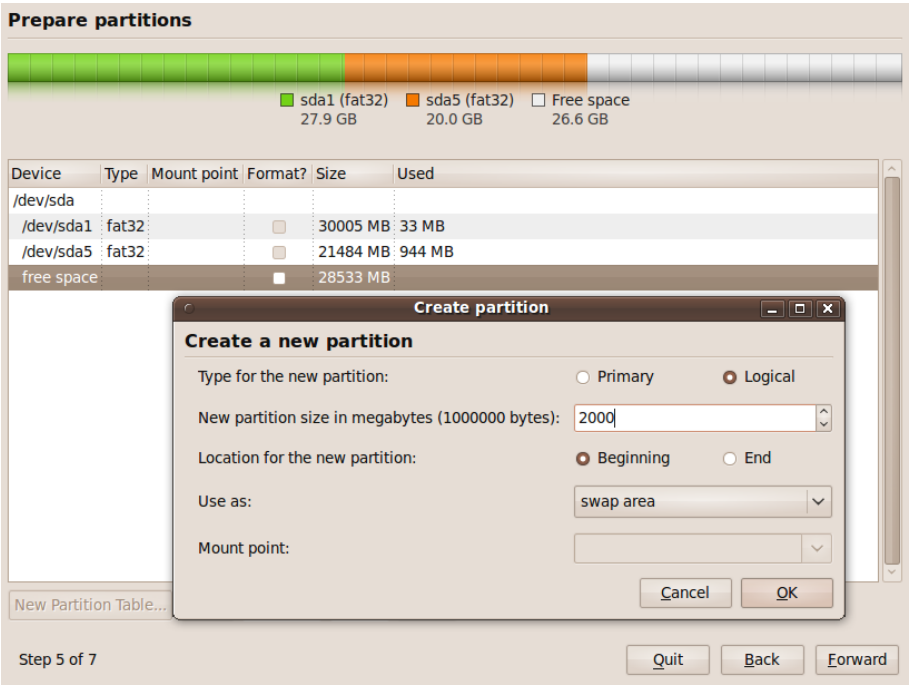 Prepare partitions
sda1 (fat32) sda5 (fat32) Free space
27.9 GB 20.0 GB 26.6 GB
Device Type Mount point Format? Size Used
/dev/sda
/dev/sda1 fat32 30005 MB 33 MB
/dev/sda5 fat32 21484 MB 944 MB
free space 28533 MB
Create partition
Create a new partition
Type for the new partition: Primary Logical
New partition size in megabytes (1000000 bytes): 2000
Location for the new partition: Beginning End
Use as: swap area
Mount point:
Cancel OK
New Partition Table...
Step 5 of 7 Quit Back Forward